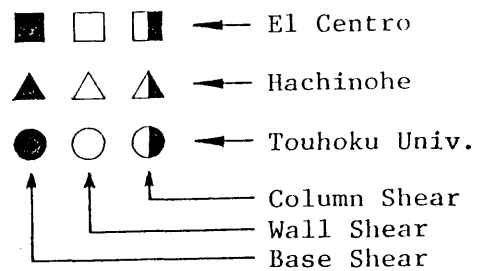 El Centro
Hachinohe
Touhoku Univ.
Column Shear
Wall Shear
Base Shear